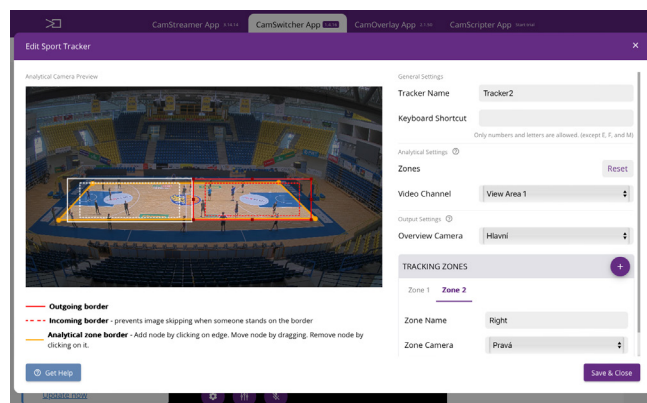 CamStreamer App
CamSwitcher App
CamOverlay App
CamScripter App
Edit Sport Tracker
×
Analytical Camera Preview
Outgoing border
Incoming border - prevents image skipping when someone stands on the border
Analytical zone border - Add node by clicking on edge. Move node by dragging. Remove node by
clicking on it.
General Settings
Tracker Name Tracker2
Keyboard Shortcut
Only numbers and letters are allowed. (except E, F, and M)
Analytical Settings
Zones Reset
Video Channel View Area 1
Output Settings
Overview Camera Hlavní
TRACKING ZONES +
Zone 1 Zone 2
Zone Name Right
Zone Camera Pravá
Get Help Save & Close
Update now